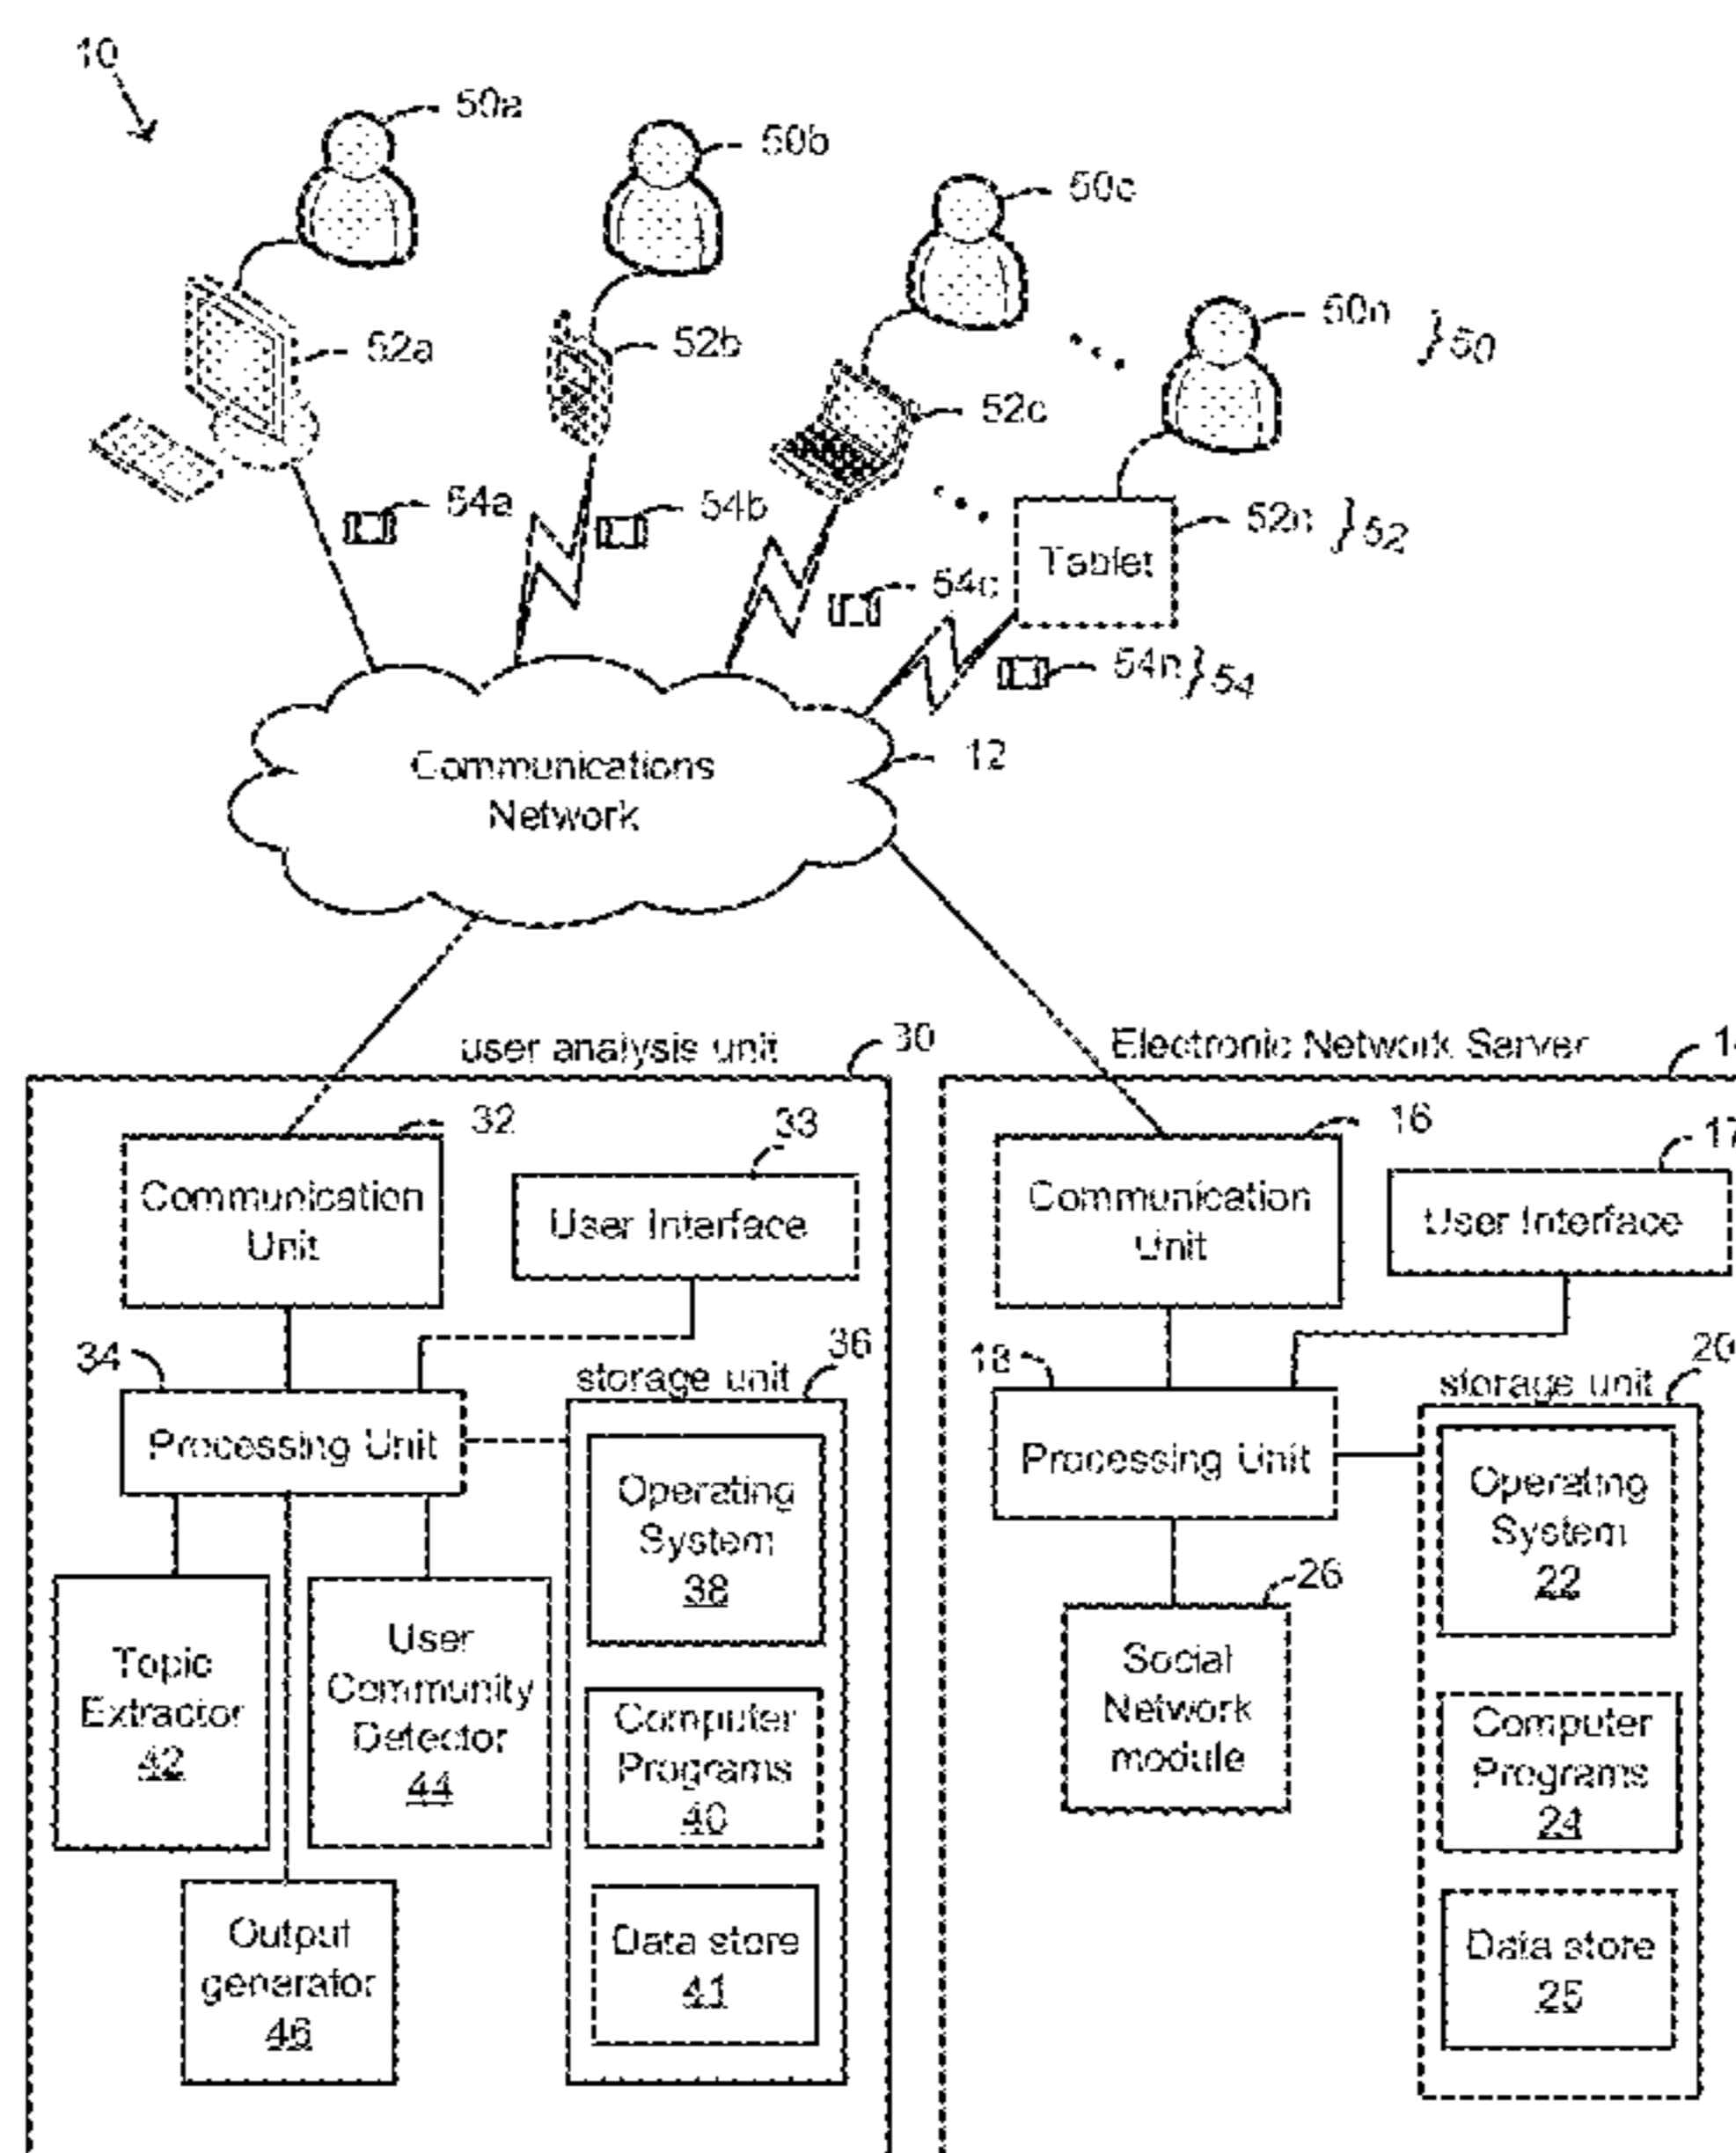 10
50a
50b
50c
50n
}50
52a
52b
52c
52n
}52
Tablet
54a
54b
54c
54n
}54
12
Communications
Network
user analysis unit
30
Electronic Network Server
32
33
16
Communication
Unit
User Interface
Communication
Unit
User Interface
34
36
storage unit
18
20
storage unit
Processing Unit
Processing Unit
Operating
System
38
Operating
System
22
26
Topic
Extractor
42
User
Community
Detector
44
Computer
Programs
40
Social
Network
module
Computer
Programs
24
Output
generator
46
Data store
41
Data store
25